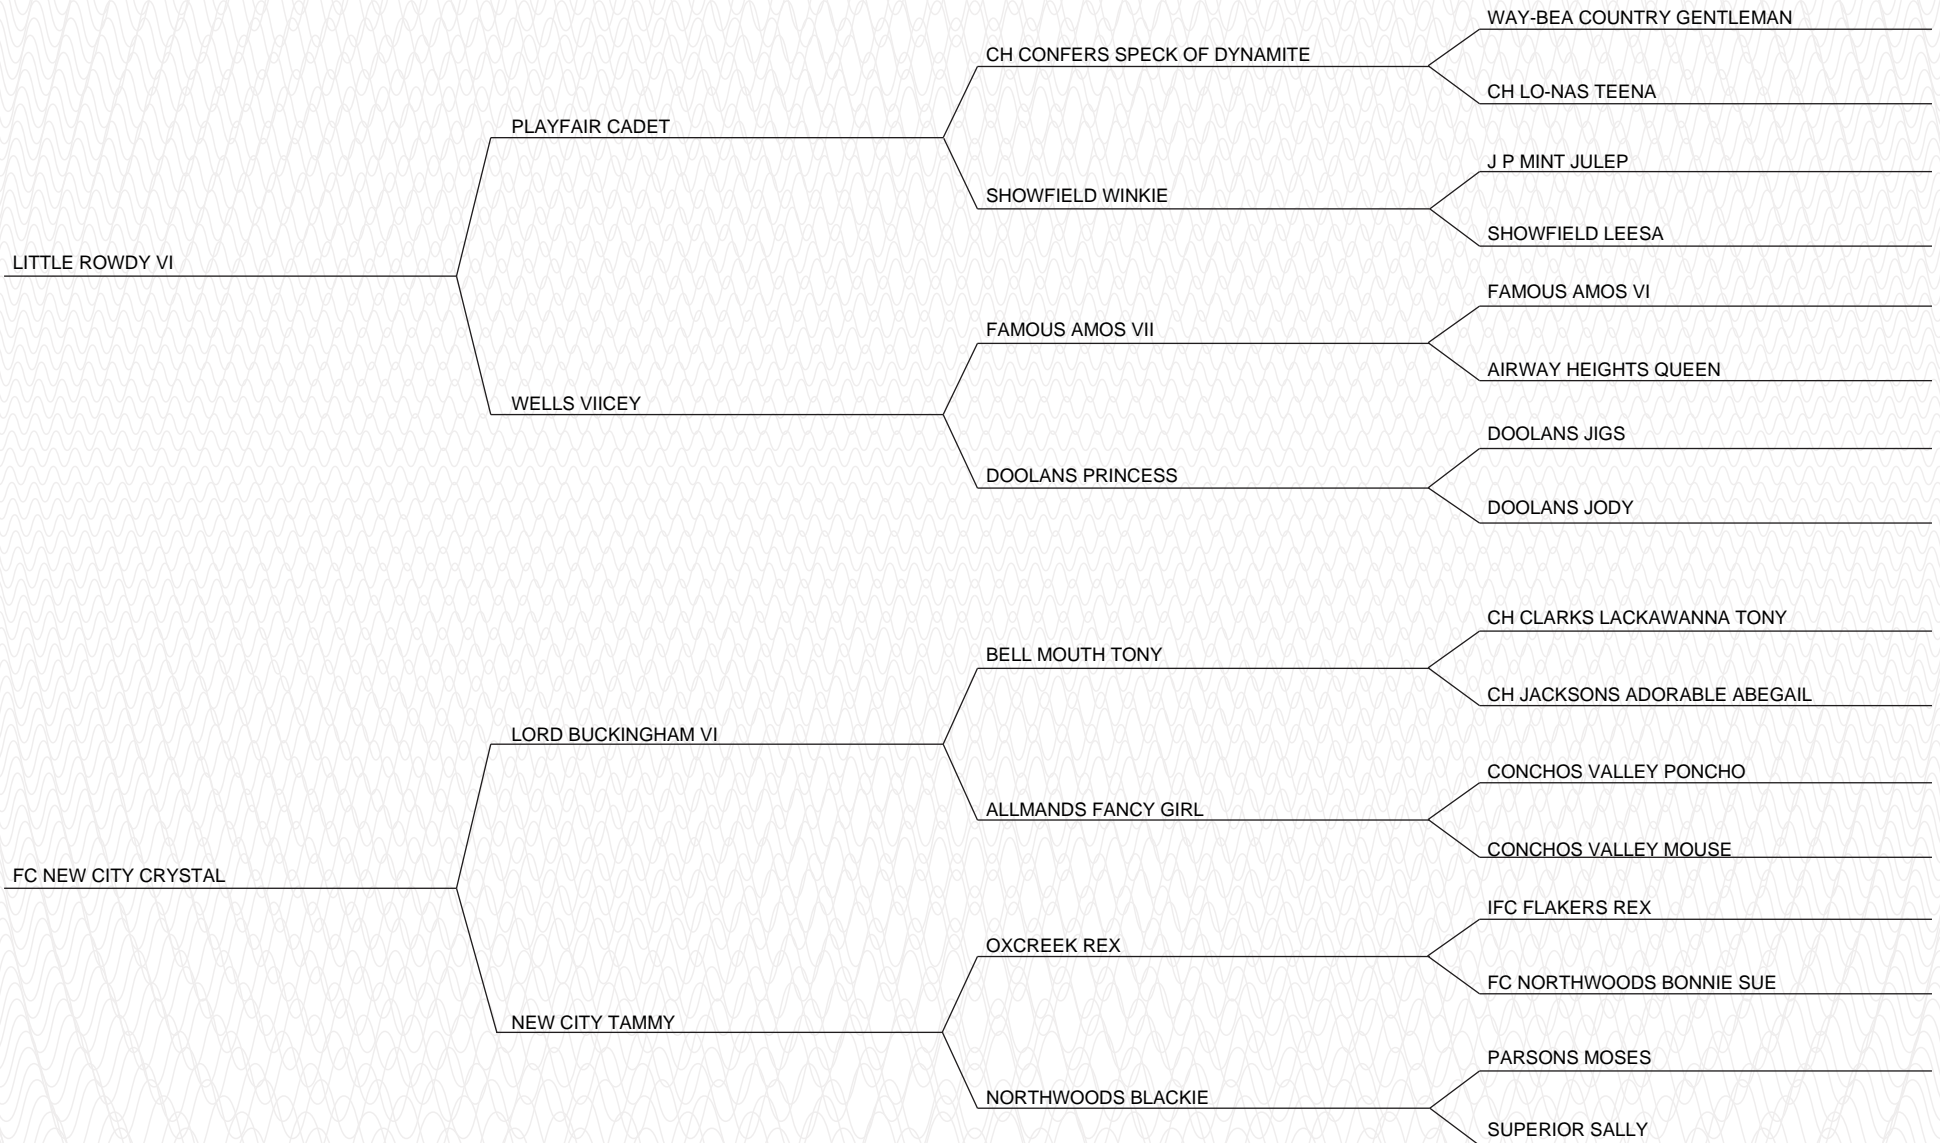 WAY-BEA COUNTRY GENTLEMAN
CH CONFERS SPECK OF DYNAMITE
CH LO-NAS TEENA
PLAYFAIR CADET
J P MINT JULEP
SHOWFIELD WINKIE
SHOWFIELD LEESA
LITTLE ROWDY VI
FAMOUS AMOS VI
FAMOUS AMOS VII
AIRWAY HEIGHTS QUEEN
WELLS VIICEY
DOOLANS JIGS
DOOLANS PRINCESS
DOOLANS JODY
CH CLARKS LACKAWANNA TONY
BELL MOUTH TONY
CH JACKSONS ADORABLE ABEGAIL
LORD BUCKINGHAM VI
CONCHOS VALLEY PONCHO
ALLMANDS FANCY GIRL
CONCHOS VALLEY MOUSE
FC NEW CITY CRYSTAL
IFC FLAKERS REX
OXCREEK REX
FC NORTHWOODS BONNIE SUE
NEW CITY TAMMY
PARSONS MOSES
NORTHWOODS BLACKIE
SUPERIOR SALLY